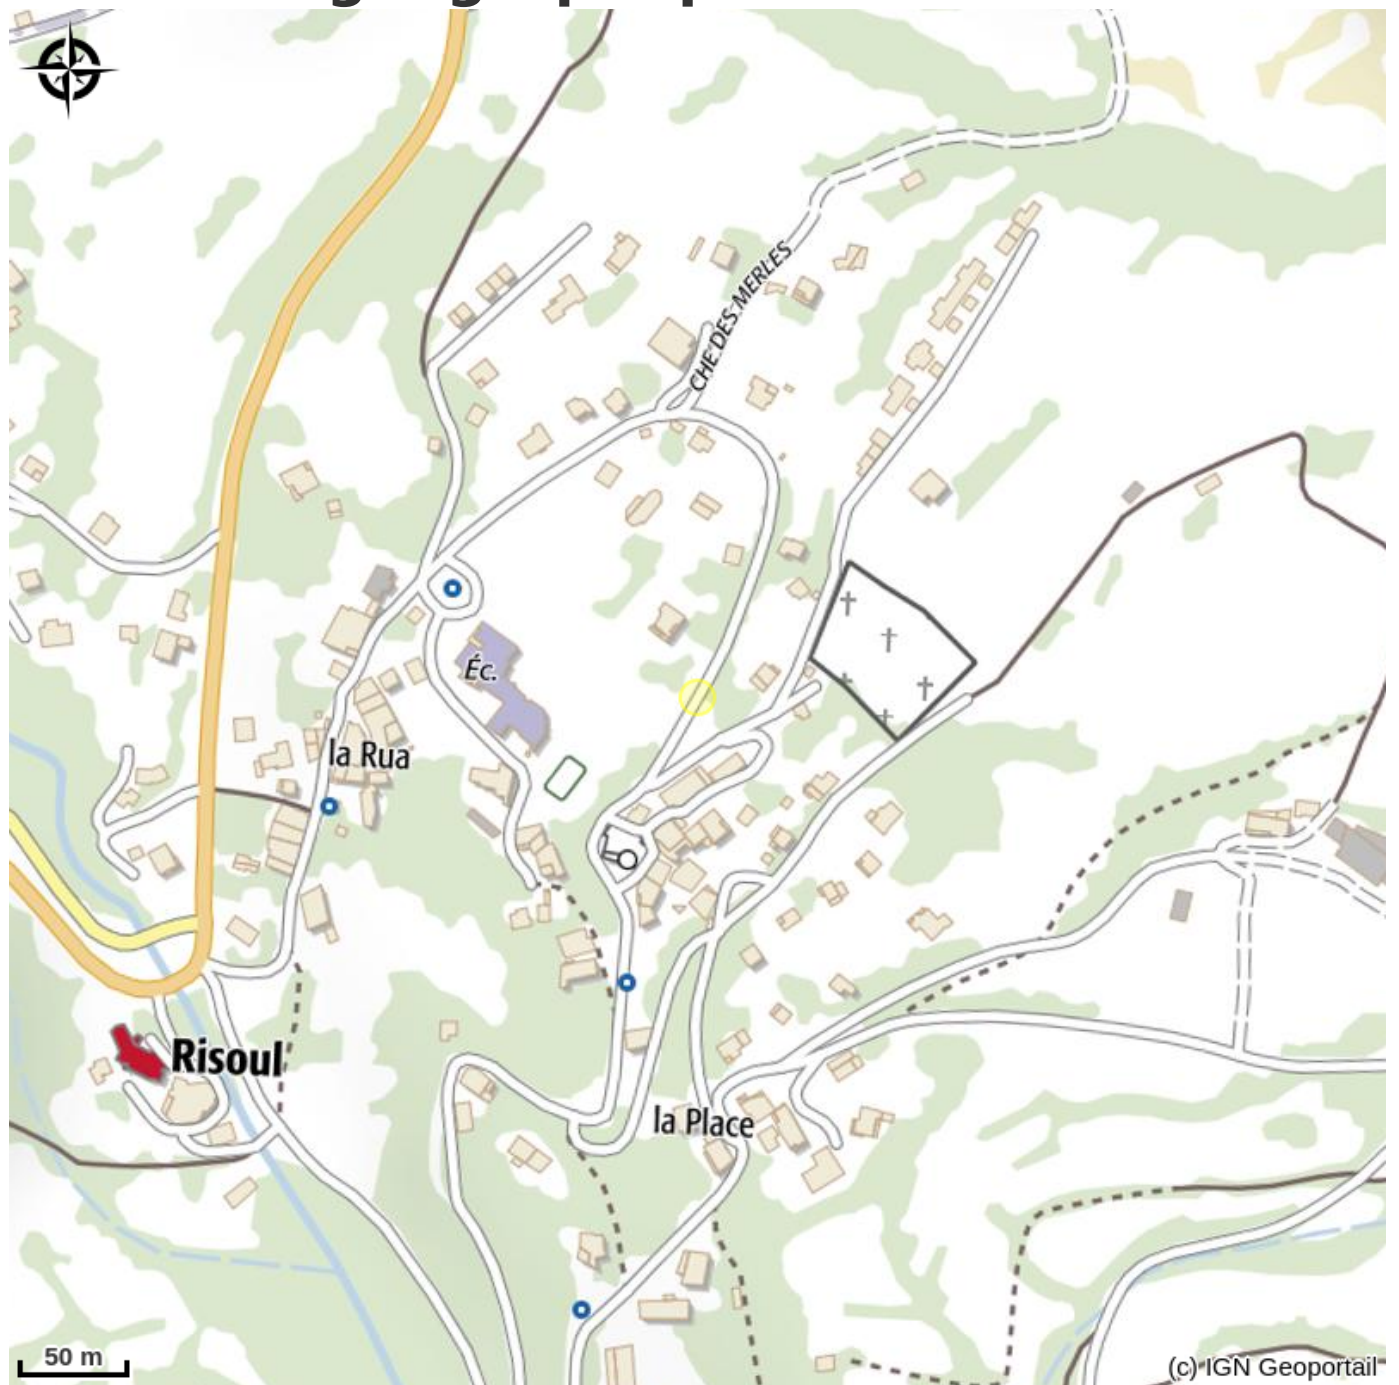 CHE DES MERLES
Éc.
la Rua
Risoul
la Place
50 m
(c) IGN Geoportail